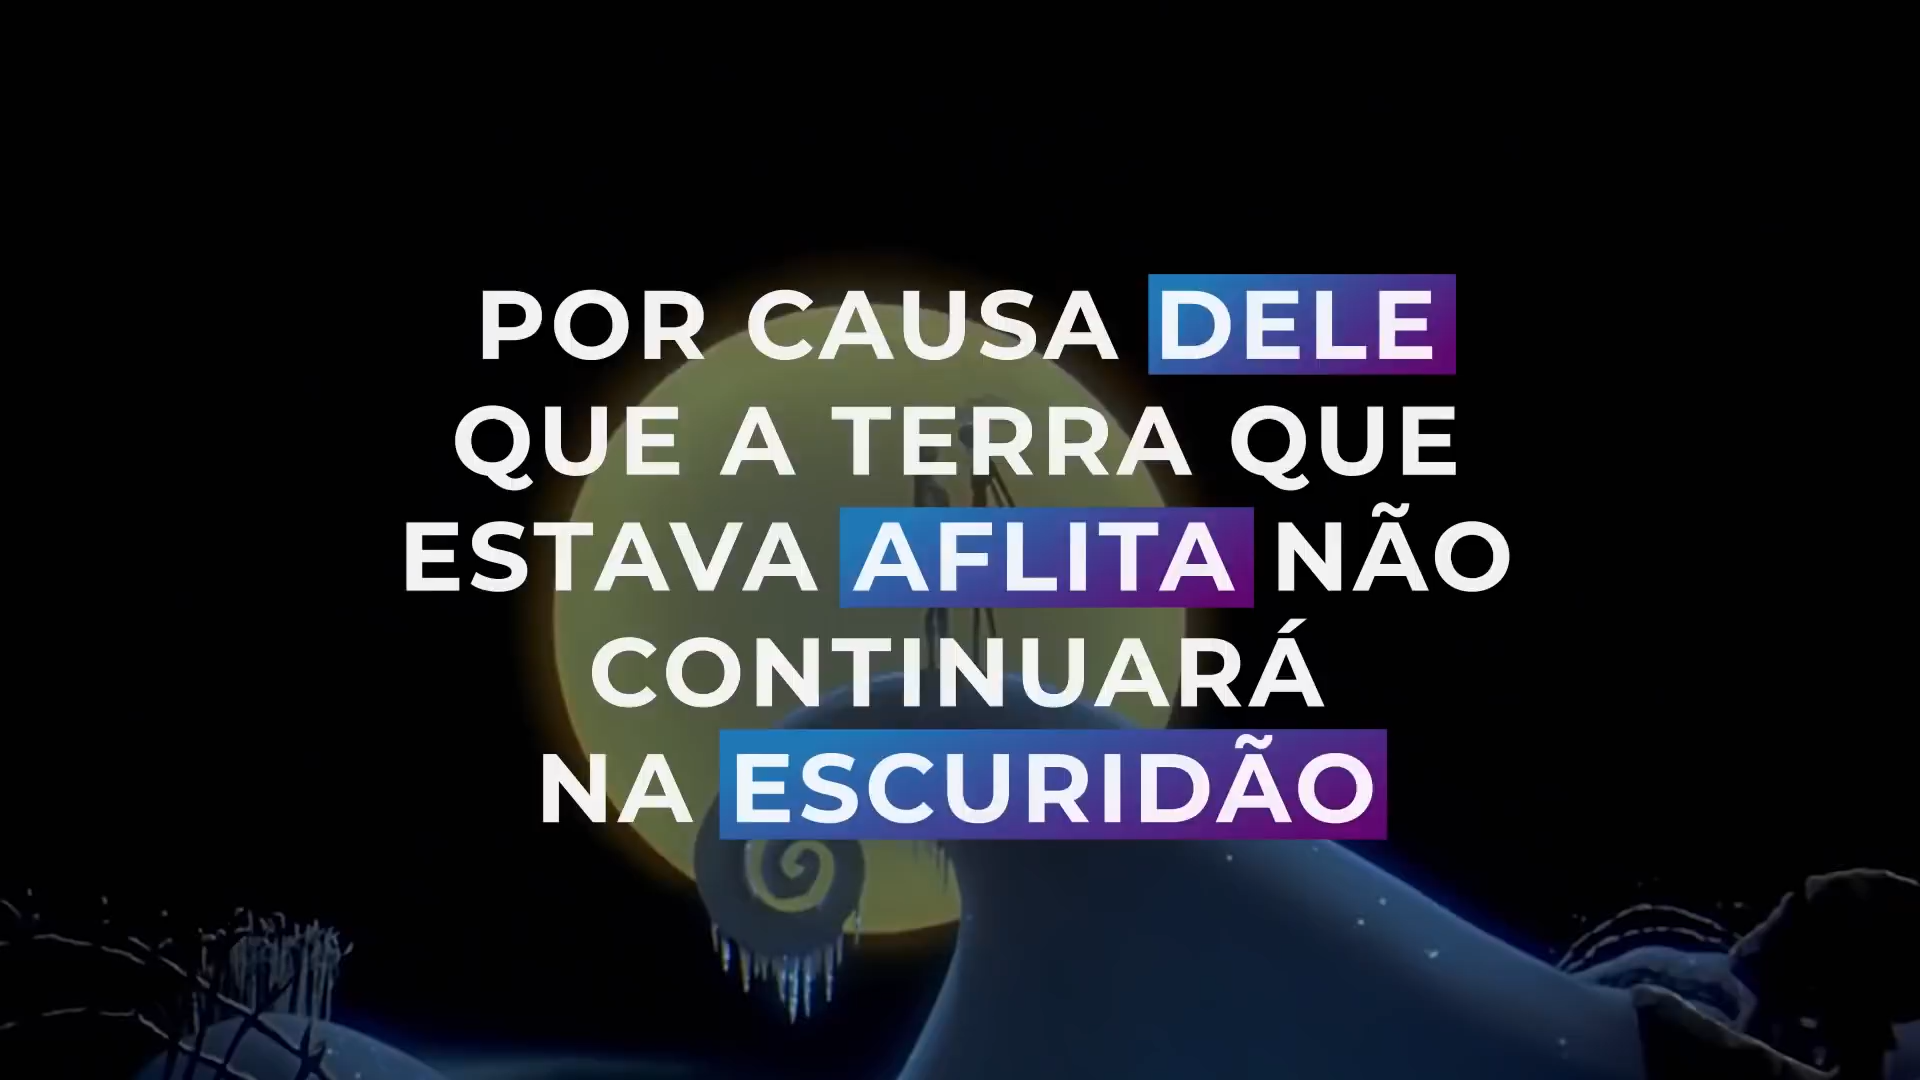 POR CAUSA DELE
QUE A TERRA QUE
ESTAVA AFLITA NÃO
CONTINUARÁ
NA ESCURIDÃO